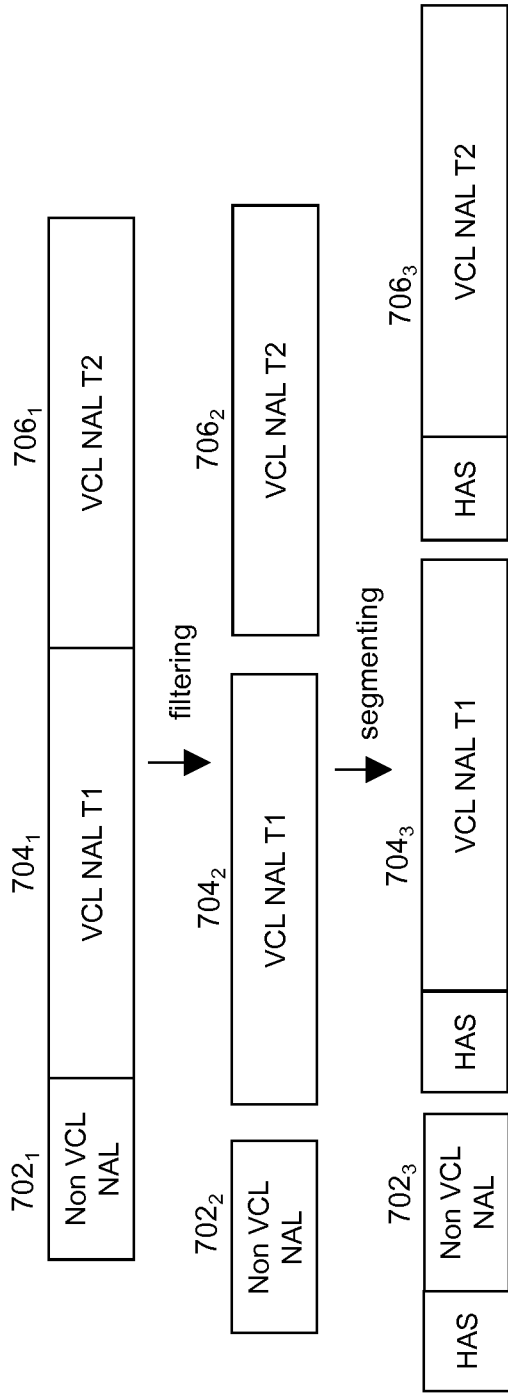 702₁ 704₁ 706₁
Non VCL
NAL
VCL NAL T1
VCL NAL T2
filtering
702₂ 704₂ 706₂
Non VCL
NAL
VCL NAL T1
VCL NAL T2
segmenting
702₃ 704₃ 706₃
HAS
Non VCL
NAL
HAS
VCL NAL T1
HAS
VCL NAL T2